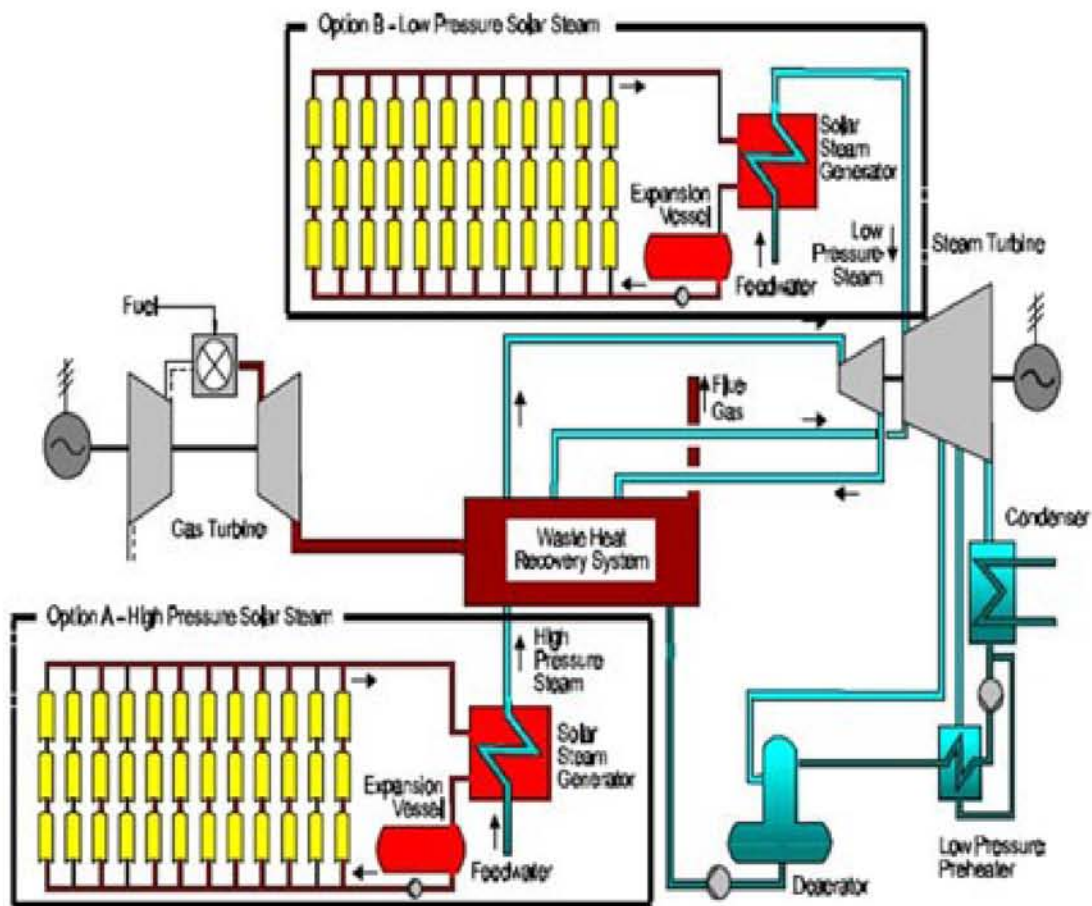 Option B - Low Pressure Solar Steam
Solar
Steam
Generator
Expansion
Vessel
Low
Pressure
Steam
Feedwater
Steam Turbine
Fuel
Flue
Gas
Gas Turbine
Waste Heat
Recovery System
Condenser
Option A - High Pressure Solar Steam
High
Pressure
Steam
Solar
Steam
Generator
Expansion
Vessel
Feedwater
Low Pressure
Preheater
Deaerator